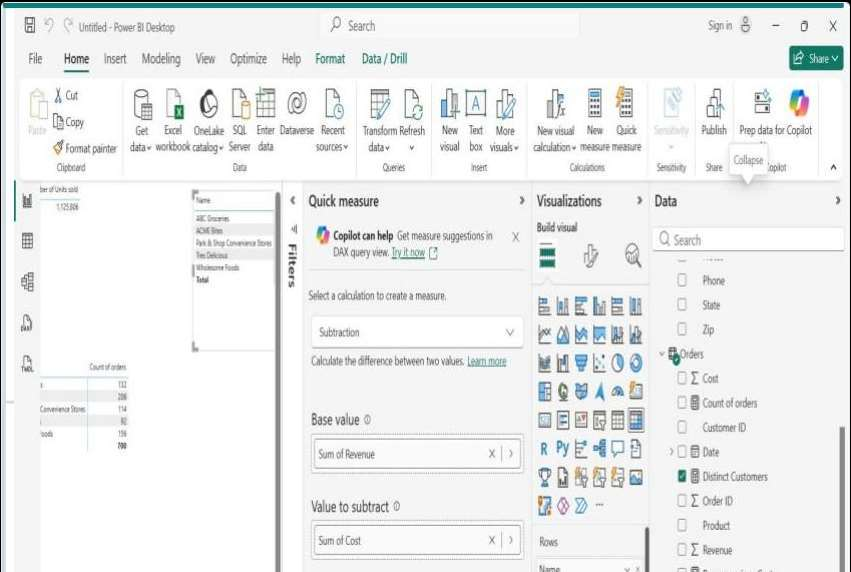 Untitled - Power BI Desktop
Search
Sign in
File Home Insert Modeling View Optimize Help Format Data / Drill
Share
Paste
Cut
Copy
Format painter
Get data
Excel workbook
OneLake catalog
SQL Server
Enter data
Dataverse
Recent sources
Transform data
Refresh
New visual
Text box
More visuals
New visual calculation
New measure
Quick measure
Sensitivity
Publish
Prep data for Copilot
Clipboard
Data
Queries
Insert
Calculations
Sensitivity
Share
opilot
Collapse
ber of Units sold
1,125,806
Name
ABC Groceries
ACME Bites
Park & Shop Convenience Stores
Tres Delicious
Wholesome Foods
Total
Count of orders
s 132
206
Convenience Stores 114
92
oods 156
700
DAX
TMDL
Filters
Quick measure
Copilot can help Get measure suggestions in
DAX query view. Try it now
Select a calculation to create a measure.
Subtraction
Calculate the difference between two values. Learn more
Base value
Sum of Revenue
Value to subtract
Sum of Cost
Visualizations
Build visual
R Py
Rows
Name
Data
Search
Phone
State
Zip
Orders
Cost
Count of orders
Customer ID
Date
Distinct Customers
Order ID
Product
Revenue